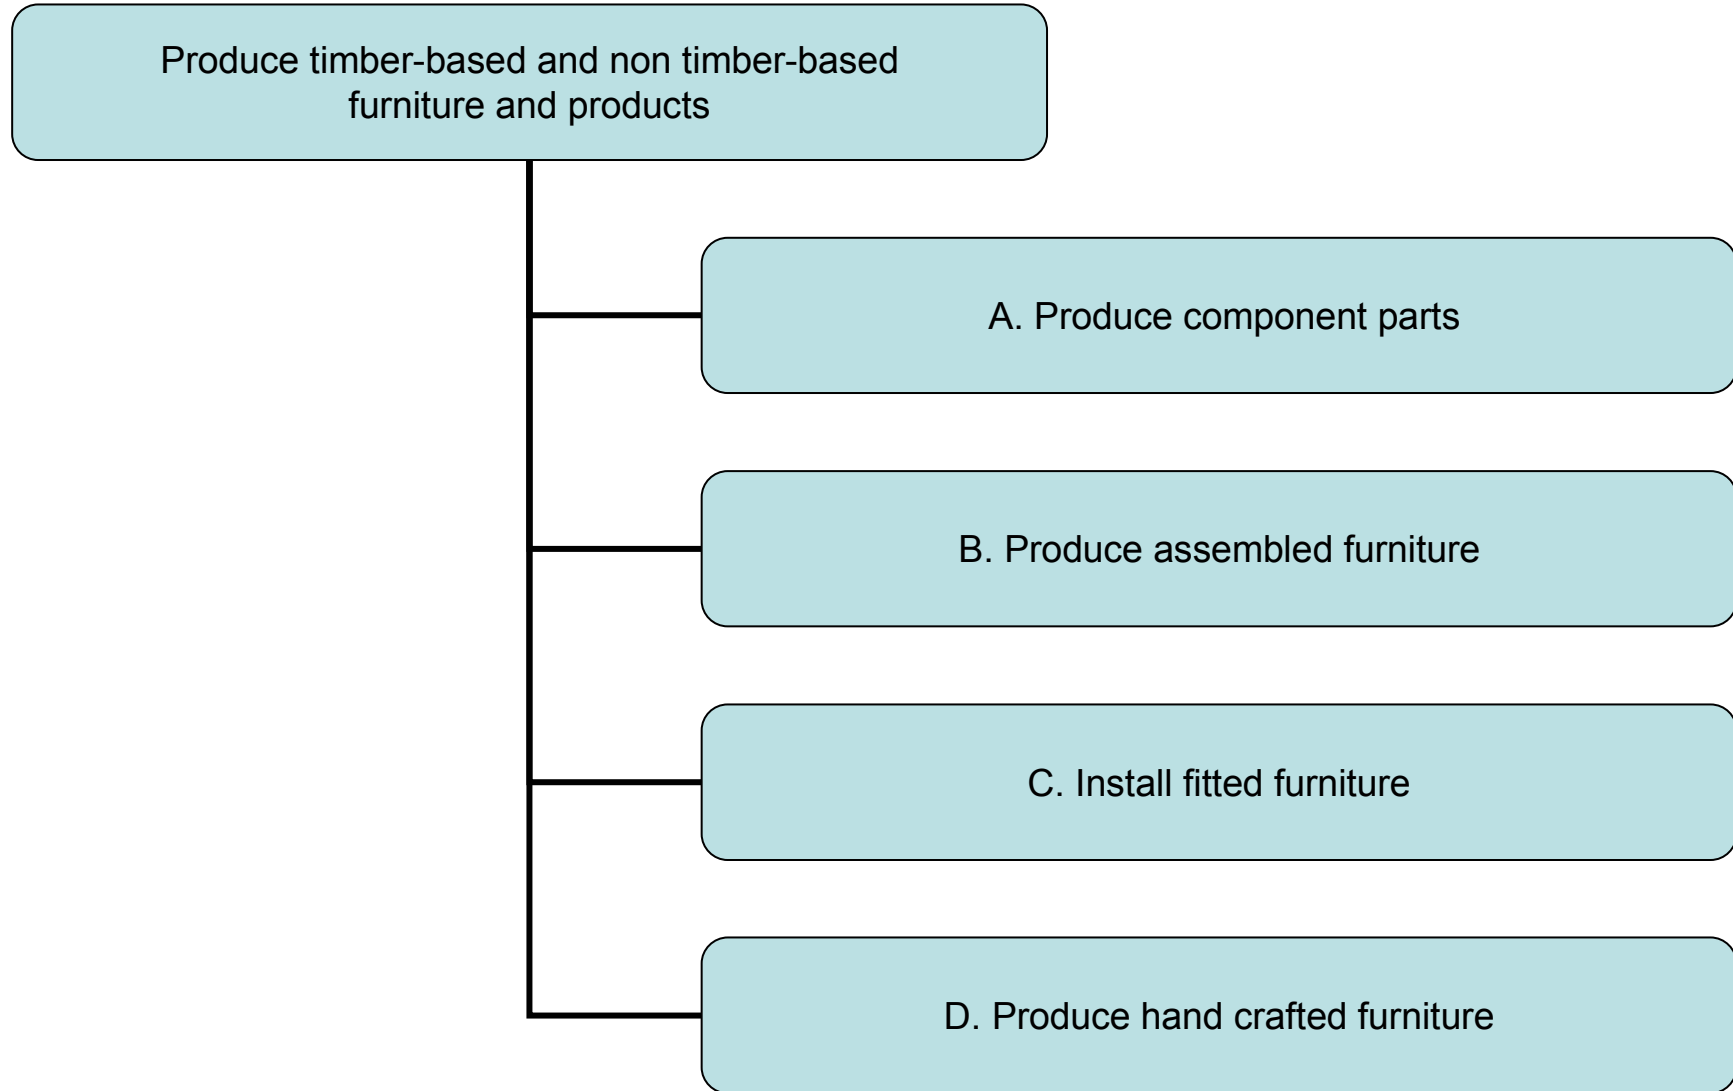 Produce timber-based and non timber-based
furniture and products
A. Produce component parts
B. Produce assembled furniture
C. Install fitted furniture
D. Produce hand crafted furniture